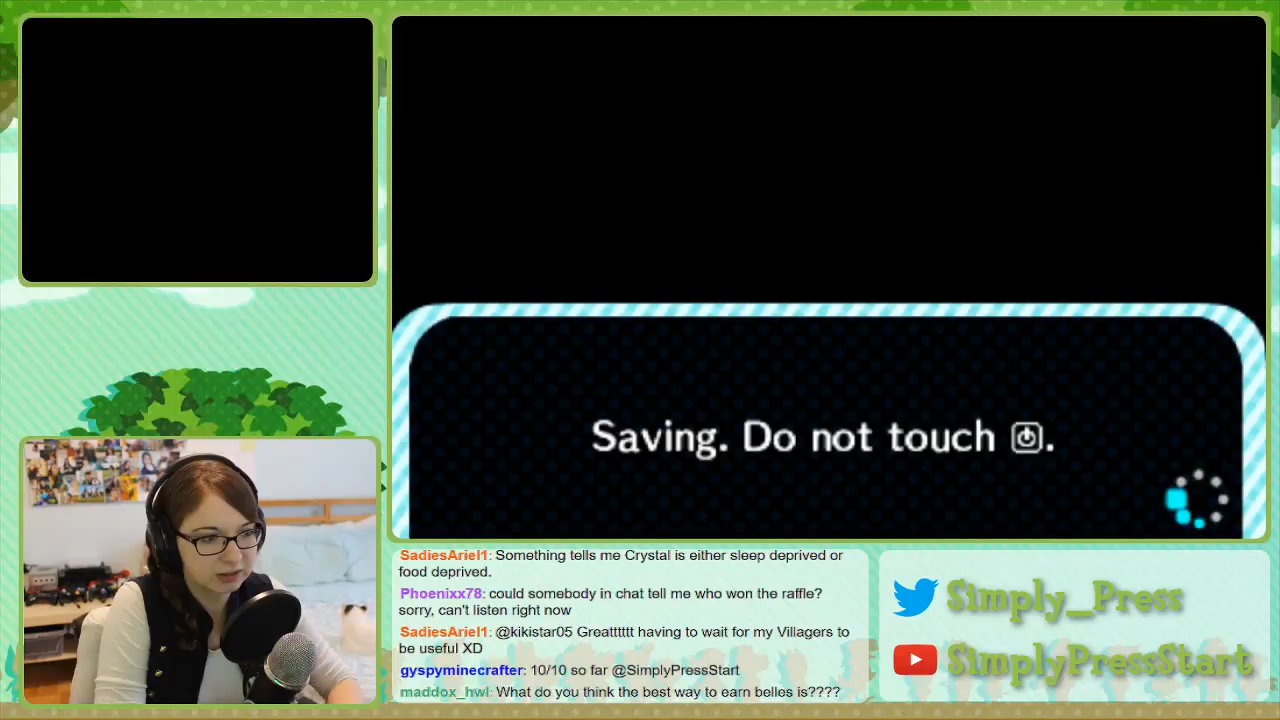 Saving. Do not touch .
SadiesAriel1: Something tells me Crystal is either sleep deprived or
food deprived.
Phoenixx78: could somebody in chat tell me who won the raffle?
sorry, can't listen right now
SadiesAriel1: @kikistar05 Greattttttt having to wait for my Villagers to
be useful XD
gyspyminecrafter: 10/10 so far @SimplyPressStart
maddox_hwl: What do you think the best way to earn belles is????
Simply_Press
SimplyPressStart